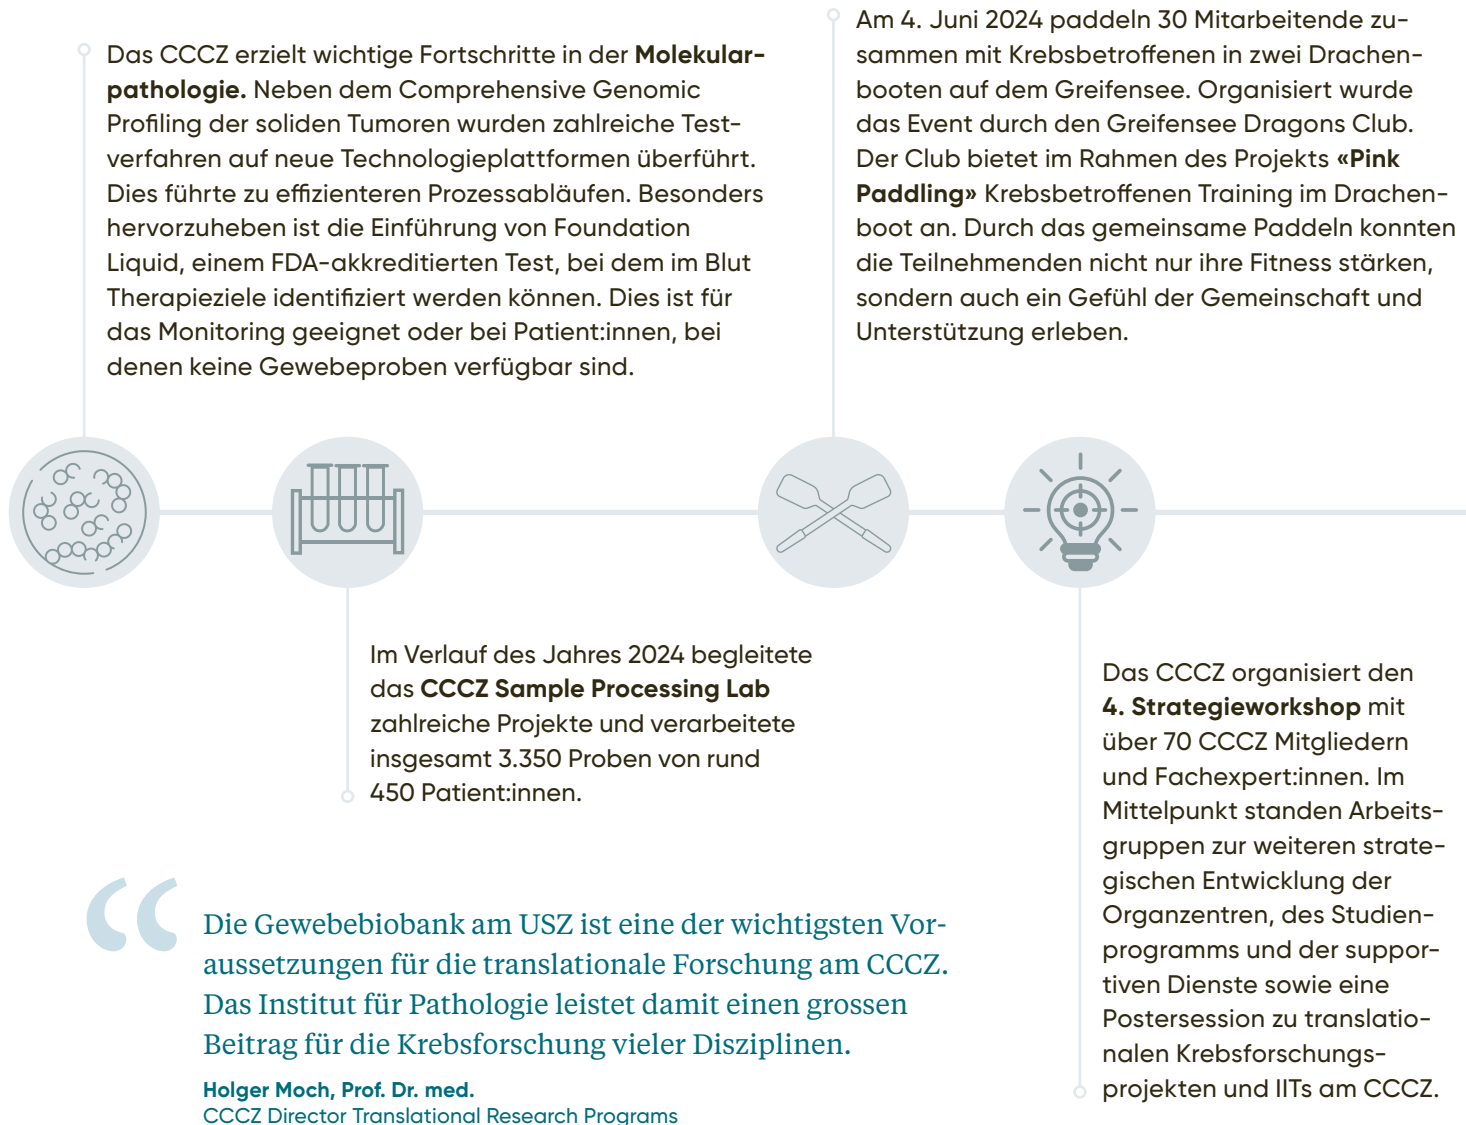 Das CCCZ erzielt wichtige Fortschritte in der Molekular-
pathologie. Neben dem Comprehensive Genomic
Profiling der soliden Tumoren wurden zahlreiche Test-
verfahren auf neue Technologieplattformen überführt.
Dies führte zu effizienteren Prozessabläufen. Besonders
hervorzuheben ist die Einführung von Foundation
Liquid, einem FDA-akkreditierten Test, bei dem im Blut
Therapieziele identifiziert werden können. Dies ist für
das Monitoring geeignet oder bei Patient:innen, bei
denen keine Gewebeproben verfügbar sind.
Am 4. Juni 2024 paddeln 30 Mitarbeitende zu-
sammen mit Krebsbetroffenen in zwei Drachen-
booten auf dem Greifensee. Organisiert wurde
das Event durch den Greifensee Dragons Club.
Der Club bietet im Rahmen des Projekts «Pink
Paddling» Krebsbetroffenen Training im Drachen-
boot an. Durch das gemeinsame Paddeln konnten
die Teilnehmenden nicht nur ihre Fitness stärken,
sondern auch ein Gefühl der Gemeinschaft und
Unterstützung erleben.
Im Verlauf des Jahres 2024 begleitete
das CCCZ Sample Processing Lab
zahlreiche Projekte und verarbeitete
insgesamt 3.350 Proben von rund
450 Patient:innen.
Das CCCZ organisiert den
4. Strategieworkshop mit
über 70 CCCZ Mitgliedern
und Fachexpert:innen. Im
Mittelpunkt standen Arbeits-
gruppen zur weiteren strate-
gischen Entwicklung der
Organzentren, des Studien-
programms und der suppor-
tiven Dienste sowie eine
Postersession zu translatio-
nalen Krebsforschungs-
projekten und IITs am CCCZ.
“
Die Gewebebiobank am USZ ist eine der wichtigsten Vor-
aussetzungen für die translationale Forschung am CCCZ.
Das Institut für Pathologie leistet damit einen grossen
Beitrag für die Krebsforschung vieler Disziplinen.
Holger Moch, Prof. Dr. med.
CCCZ Director Translational Research Programs